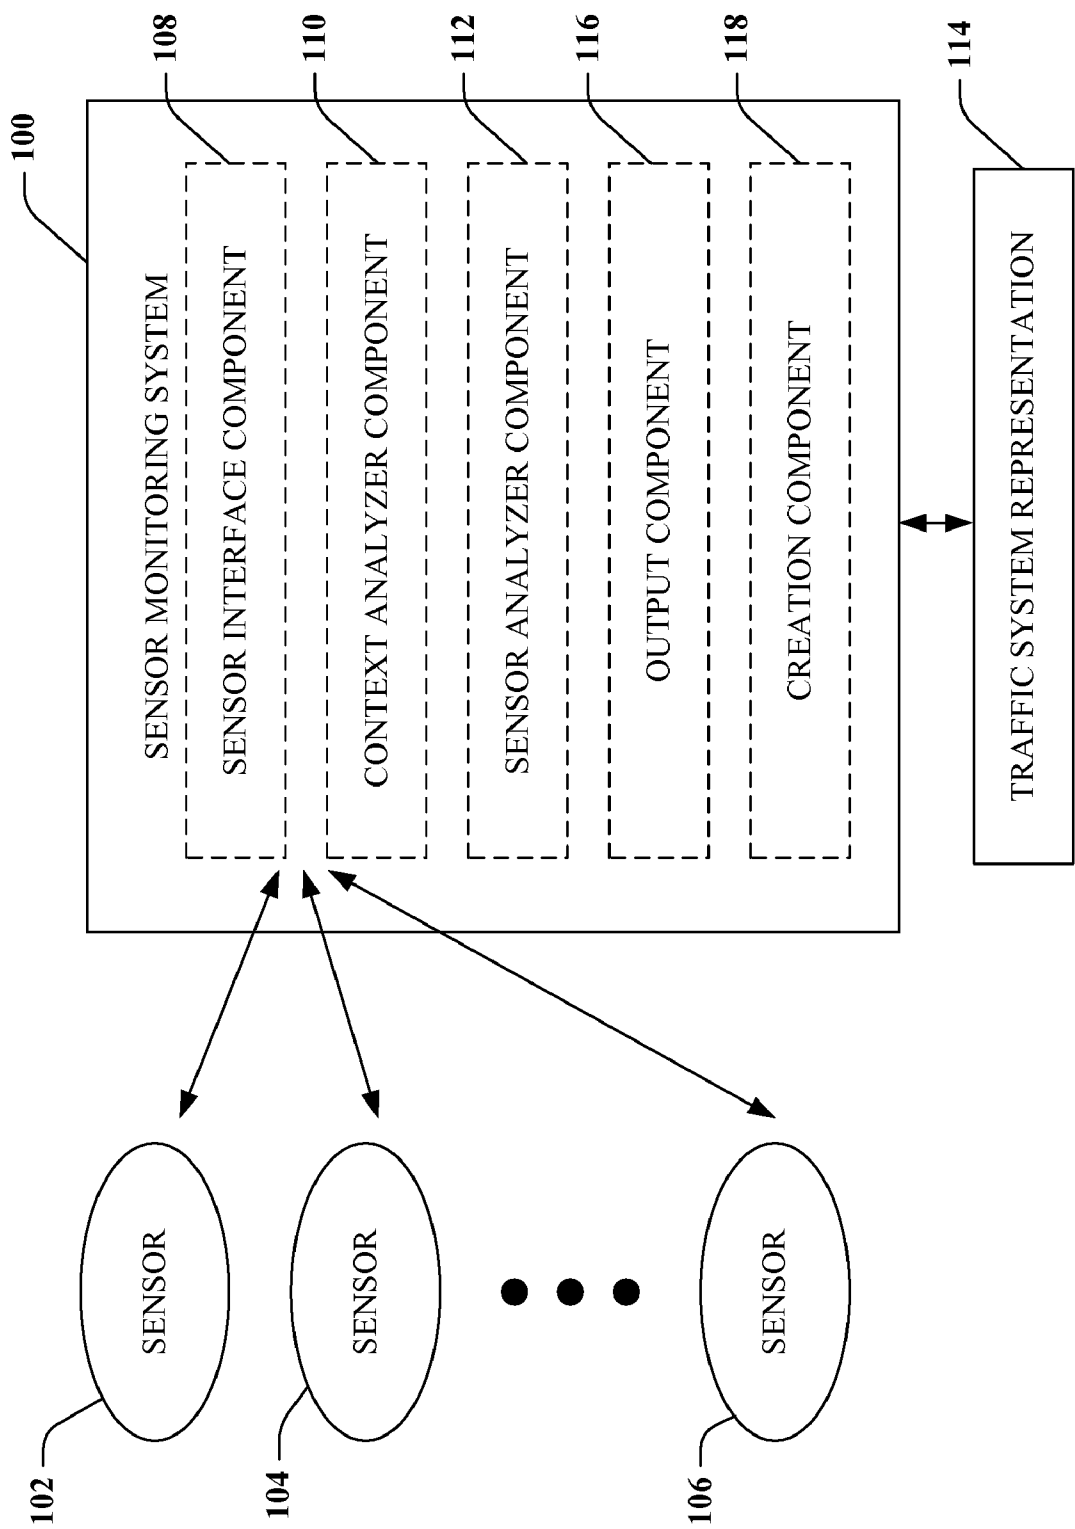 100
SENSOR MONITORING SYSTEM
SENSOR INTERFACE COMPONENT
108
CONTEXT ANALYZER COMPONENT
110
SENSOR ANALYZER COMPONENT
112
OUTPUT COMPONENT
116
CREATION COMPONENT
118
TRAFFIC SYSTEM REPRESENTATION
114
102
SENSOR
104
SENSOR
106
SENSOR